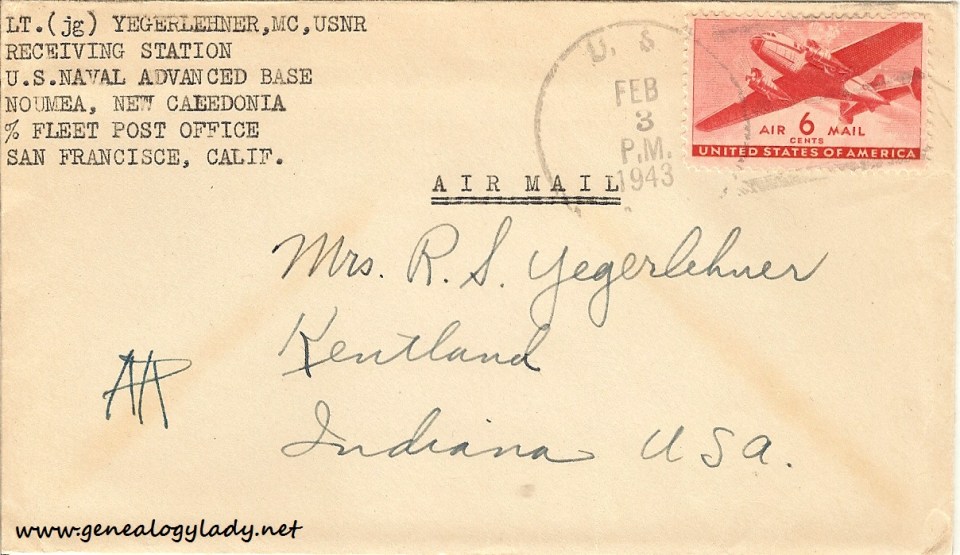 LT.(jg) YEGERLEHNER,MC,USNR
RECEIVING STATION
U.S.NAVAL ADVANCED BASE
NOUMEA, NEW CALEDONIA
% FLEET POST OFFICE
SAN FRANCISCE, CALIF.
U. S
FEB
3
P.M.
1943
AIR 6 MAIL
CENTS
UNITED STATES OF AMERICA
AIR MAIL
Mrs. R. S. Yegerlehner
Kentland
Indiana USA.
www.genealogylady.net